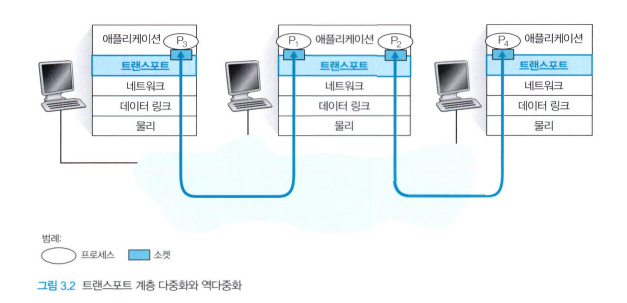 애플리케이션 P3
트랜스포트
네트워크
데이터 링크
물리
P1 애플리케이션 P2
트랜스포트
네트워크
데이터 링크
물리
P4 애플리케이션
트랜스포트
네트워크
데이터 링크
물리
범례:
프로세스 소켓
그림 3.2 트랜스포트 계층 다중화와 역다중화